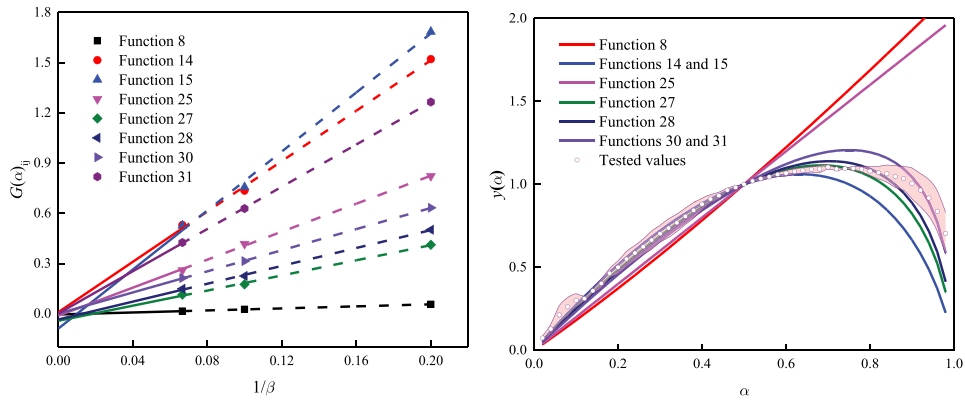 1.8
1.5
1.2
0.9
0.6
0.3
0.0
G(α)ij
Function 8
Function 14
Function 15
Function 25
Function 27
Function 28
Function 30
Function 31
0.00 0.04 0.08 0.12 0.16 0.20
1/β
2.0
1.5
1.0
0.5
0.0
y(α)
Function 8
Functions 14 and 15
Function 25
Function 27
Function 28
Functions 30 and 31
Tested values
0.0 0.2 0.4 0.6 0.8 1.0
α